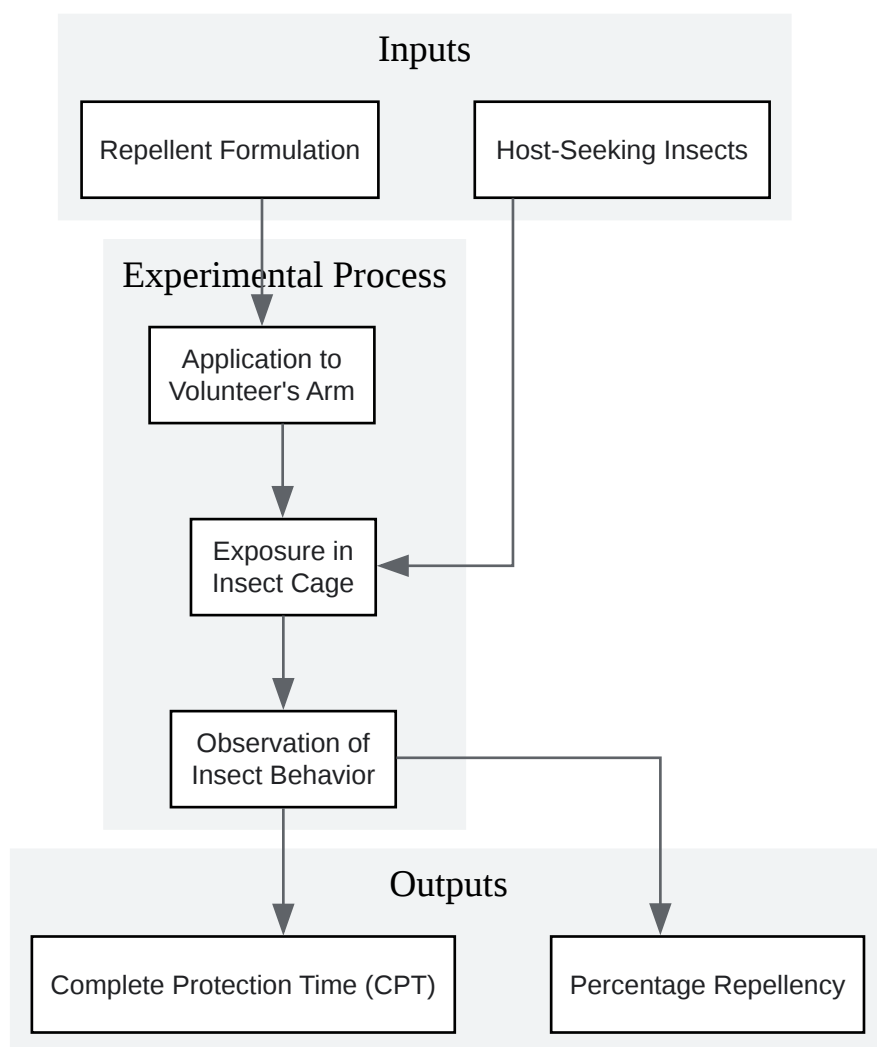 Inputs
Repellent Formulation
Host-Seeking Insects
Experimental Process
Application to
Volunteer's Arm
Exposure in
Insect Cage
Observation of
Insect Behavior
Outputs
Complete Protection Time (CPT)
Percentage Repellency